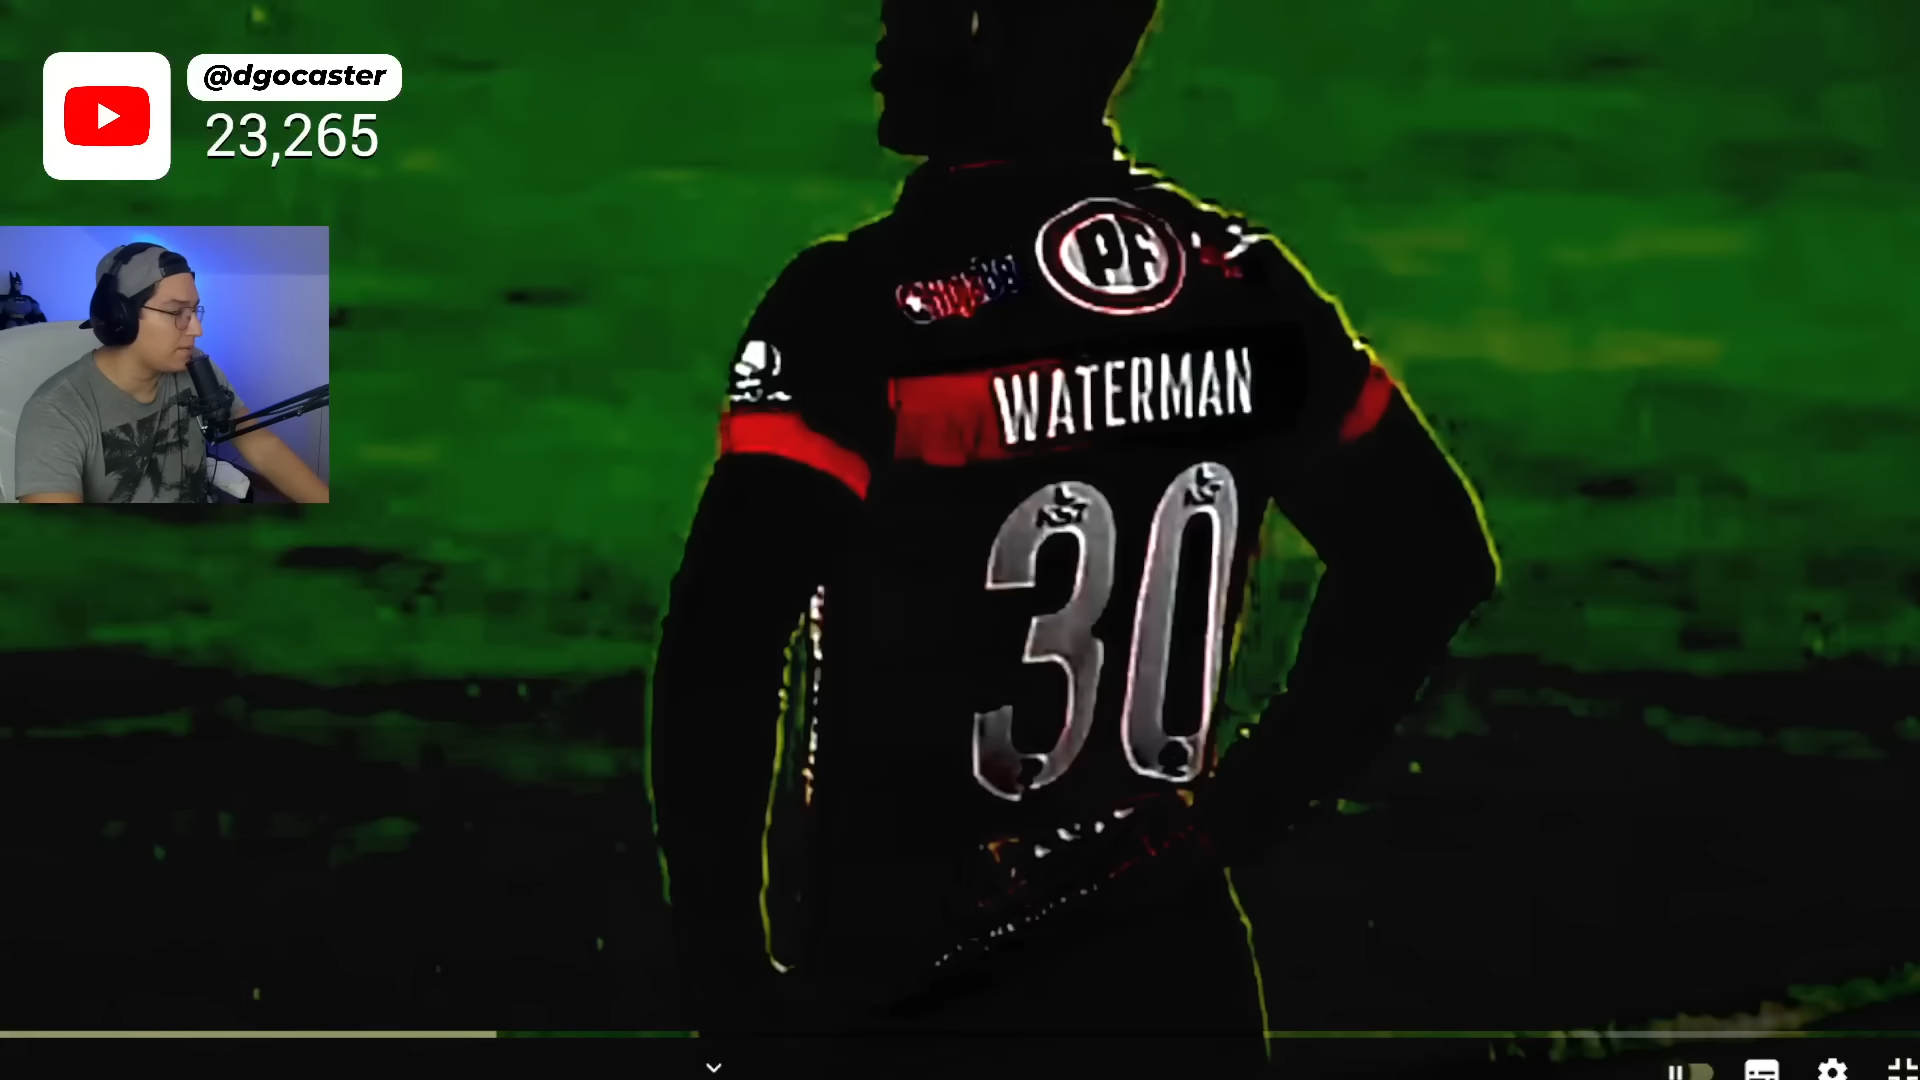 @dgocaster
23,265
PF
WATERMAN
30